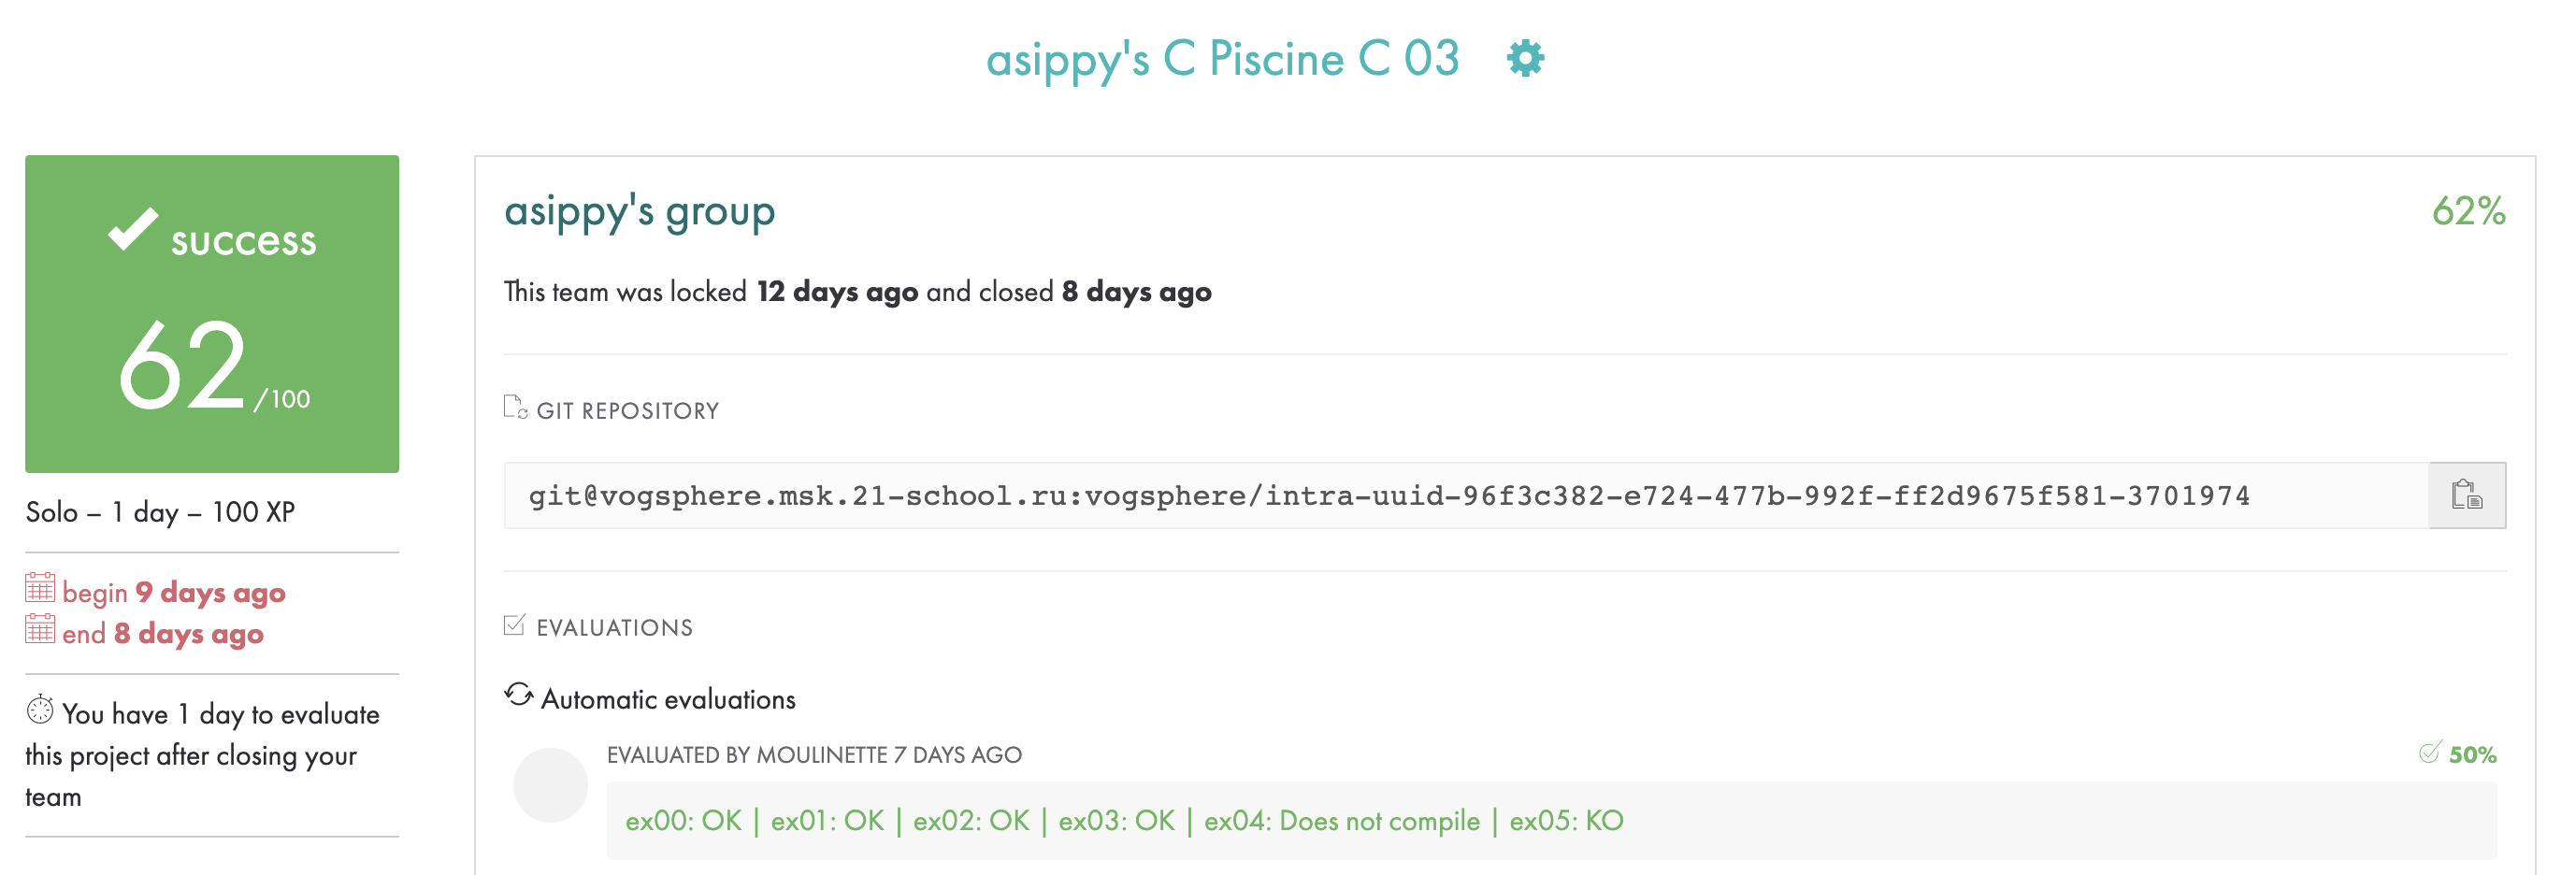 asippy's C Piscine C 03
success
62/100
Solo – 1 day – 100 XP
begin 9 days ago
end 8 days ago
You have 1 day to evaluate
this project after closing your
team
asippy's group
62%
This team was locked 12 days ago and closed 8 days ago
GIT REPOSITORY
git@vogsphere.msk.21-school.ru:vogsphere/intra-uuid-96f3c382-e724-477b-992f-ff2d9675f581-3701974
EVALUATIONS
Automatic evaluations
EVALUATED BY MOULINETTE 7 DAYS AGO
50%
ex00: OK | ex01: OK | ex02: OK | ex03: OK | ex04: Does not compile | ex05: KO